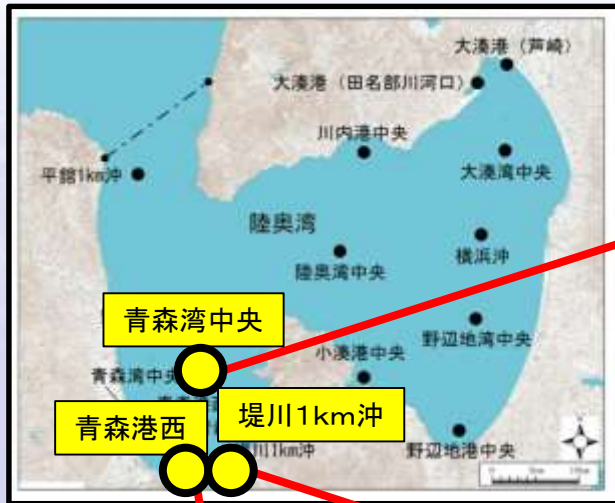 大湊港（芦崎）
大湊港（田名部川河口）
川内港中央
大湊湾中央
平館1km沖
陸奥湾
横浜沖
陸奥湾中央
青森湾中央
野辺地湾中央
小湊港中央
青森湾中央
堤川1km沖
青森港西
堤川1km沖
野辺地港中央